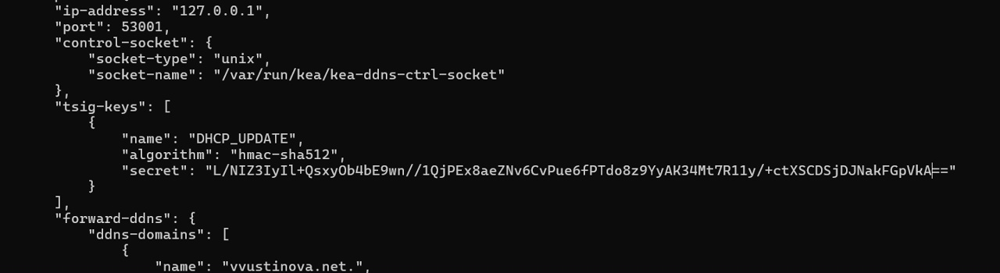 "ip-address": "127.0.0.1",
"port": 53001,
"control-socket": {
"socket-type": "unix",
"socket-name": "/var/run/kea/kea-ddns-ctrl-socket"
},
"tsig-keys": [
{
"name": "DHCP_UPDATE",
"algorithm": "hmac-sha512",
"secret": "L/NIZ3IyIl+QsxyOb4bE9wn//1QjPEx8aeZNv6CvPue6fPTdo8z9YyAK34Mt7R11y/+ctXSCDSjDJNakFGpVkA=="
}
],
"forward-ddns": {
"ddns-domains": [
{
"name": "vvustinova.net.",